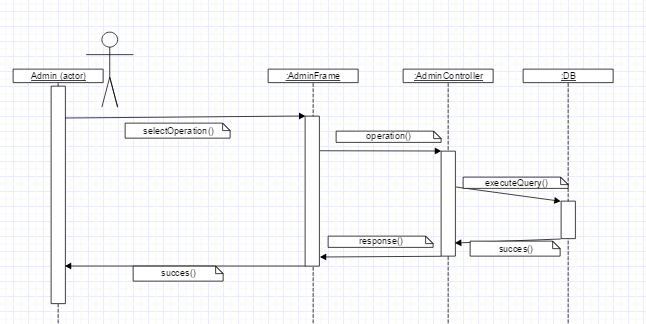 Admin (actor)
:AdminFrame
:AdminController
:DB
selectOperation()
operation()
executeQuery()
response()
succes()
succes()